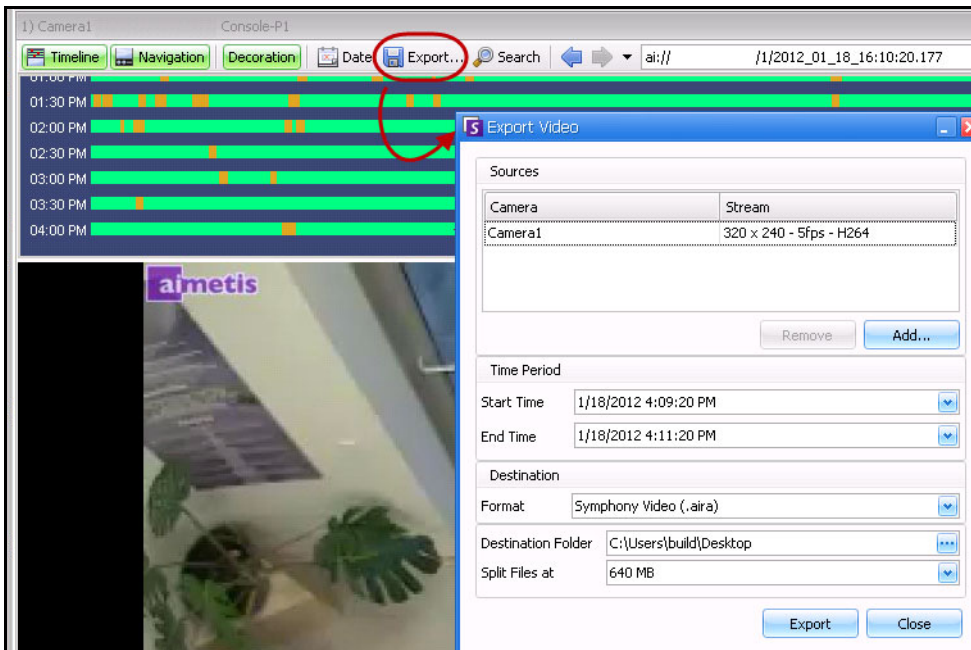 1) Camera1 Console-P1
Timeline Navigation Decoration Date Export... Search ai:// /1/2012_01_18_16:10:20.177
01:00 PM
01:30 PM
02:00 PM
02:30 PM
03:00 PM
03:30 PM
04:00 PM
aimetis
Export Video
Sources
Camera Stream
Camera1 320 x 240 - 5fps - H264
Remove Add...
Time Period
Start Time 1/18/2012 4:09:20 PM
End Time 1/18/2012 4:11:20 PM
Destination
Format Symphony Video (.aira)
Destination Folder C:\Users\build\Desktop
Split Files at 640 MB
Export Close